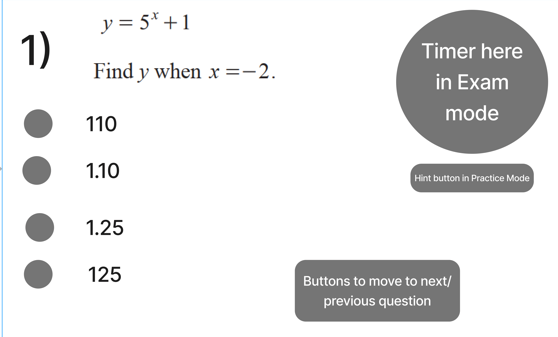 y = 5ˣ + 1
1)
Find y when x = −2.
110
1.10
1.25
125
Timer here
in Exam
mode
Hint button in Practice Mode
Buttons to move to next/
previous question